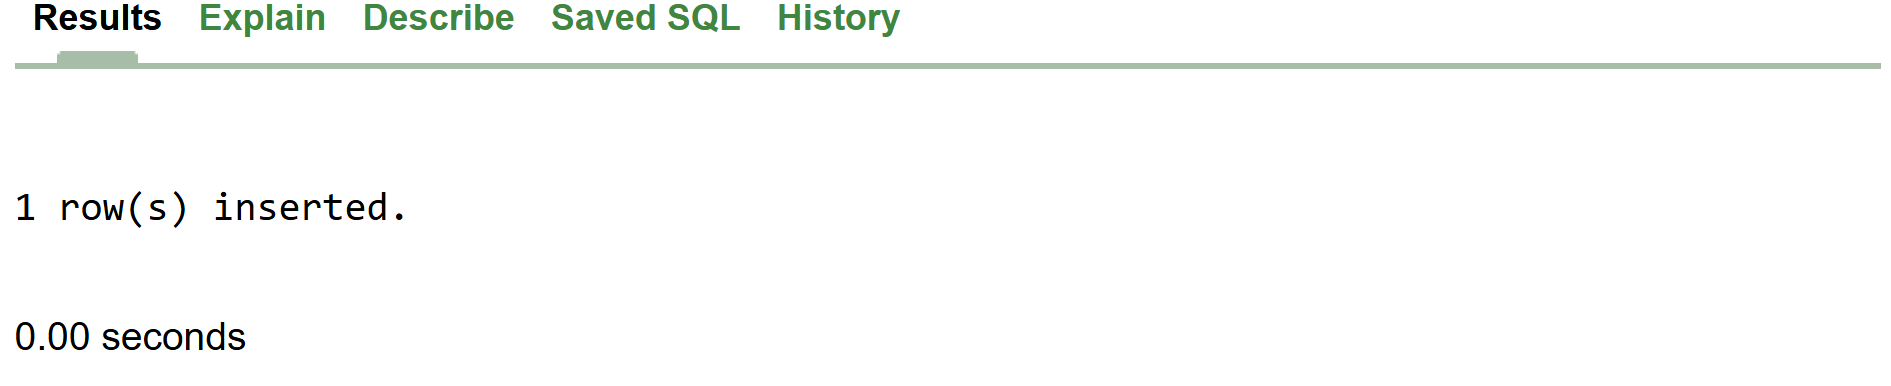 Results Explain Describe Saved SQL History
1 row(s) inserted.
0.00 seconds